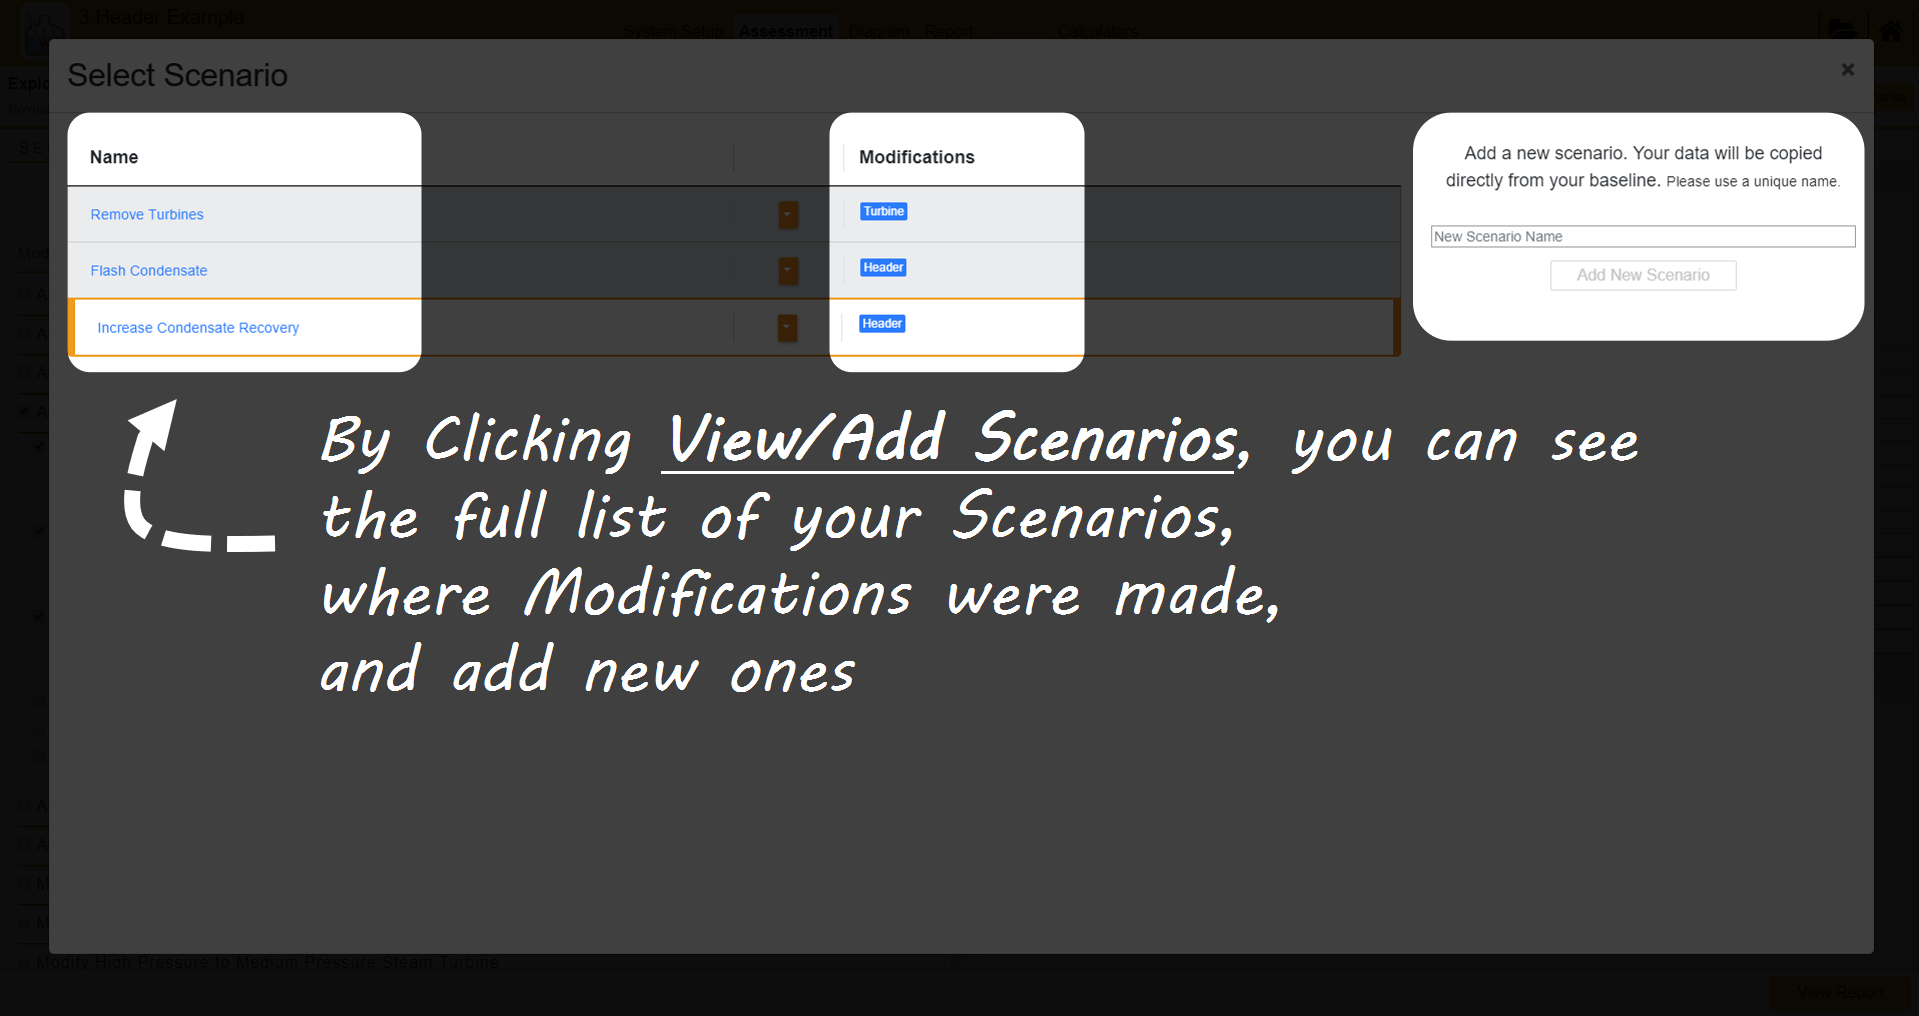 3 Header Example
System Setup Assessment Diagram Report Calculators
Select Scenario
Name
Modifications
Remove Turbines
Turbine
Flash Condensate
Header
Increase Condensate Recovery
Header
Add a new scenario. Your data will be copied
directly from your baseline. Please use a unique name.
New Scenario Name
Add New Scenario
By Clicking View/Add Scenarios, you can see
the full list of your Scenarios,
where Modifications were made,
and add new ones
Modify High Pressure to Medium Pressure Steam Turbine
View Report